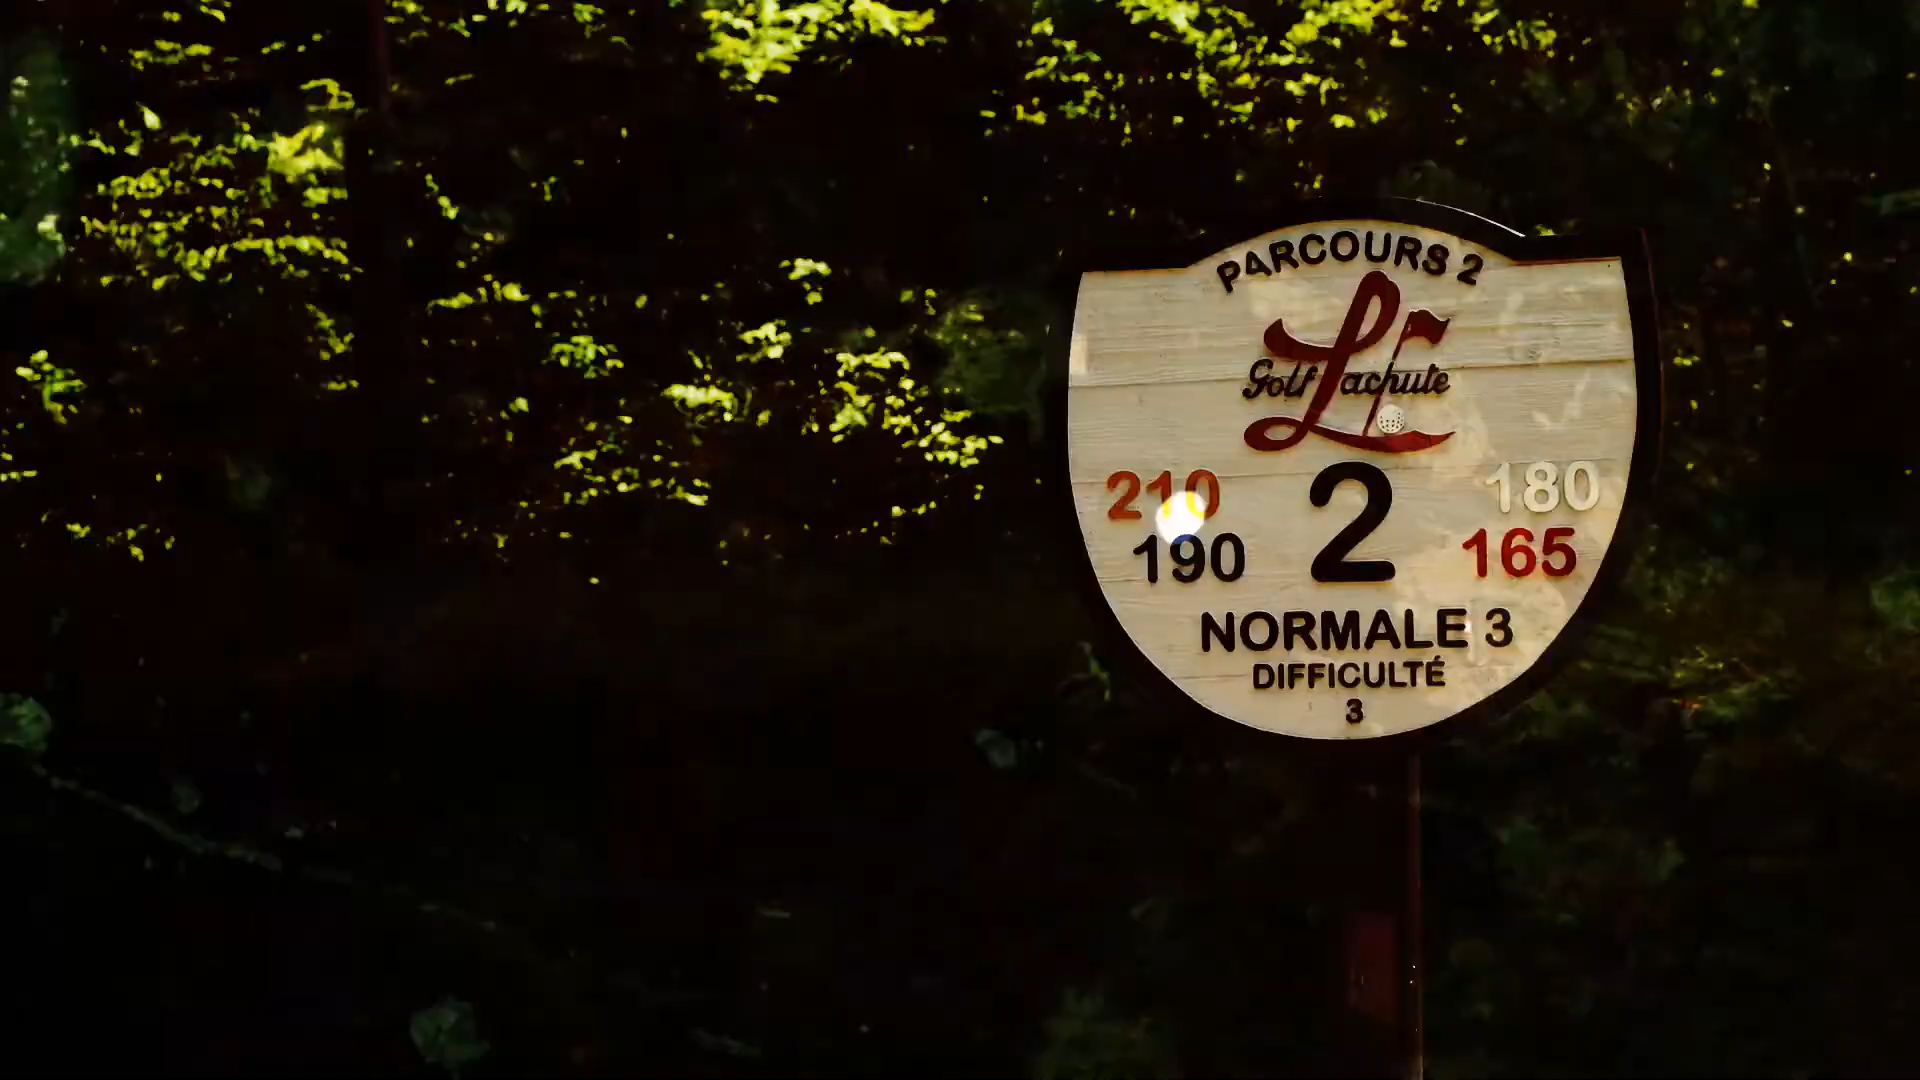 PARCOURS 2
Golf Lachute
210 2 180
190 165
NORMALE 3
DIFFICULTÉ
3